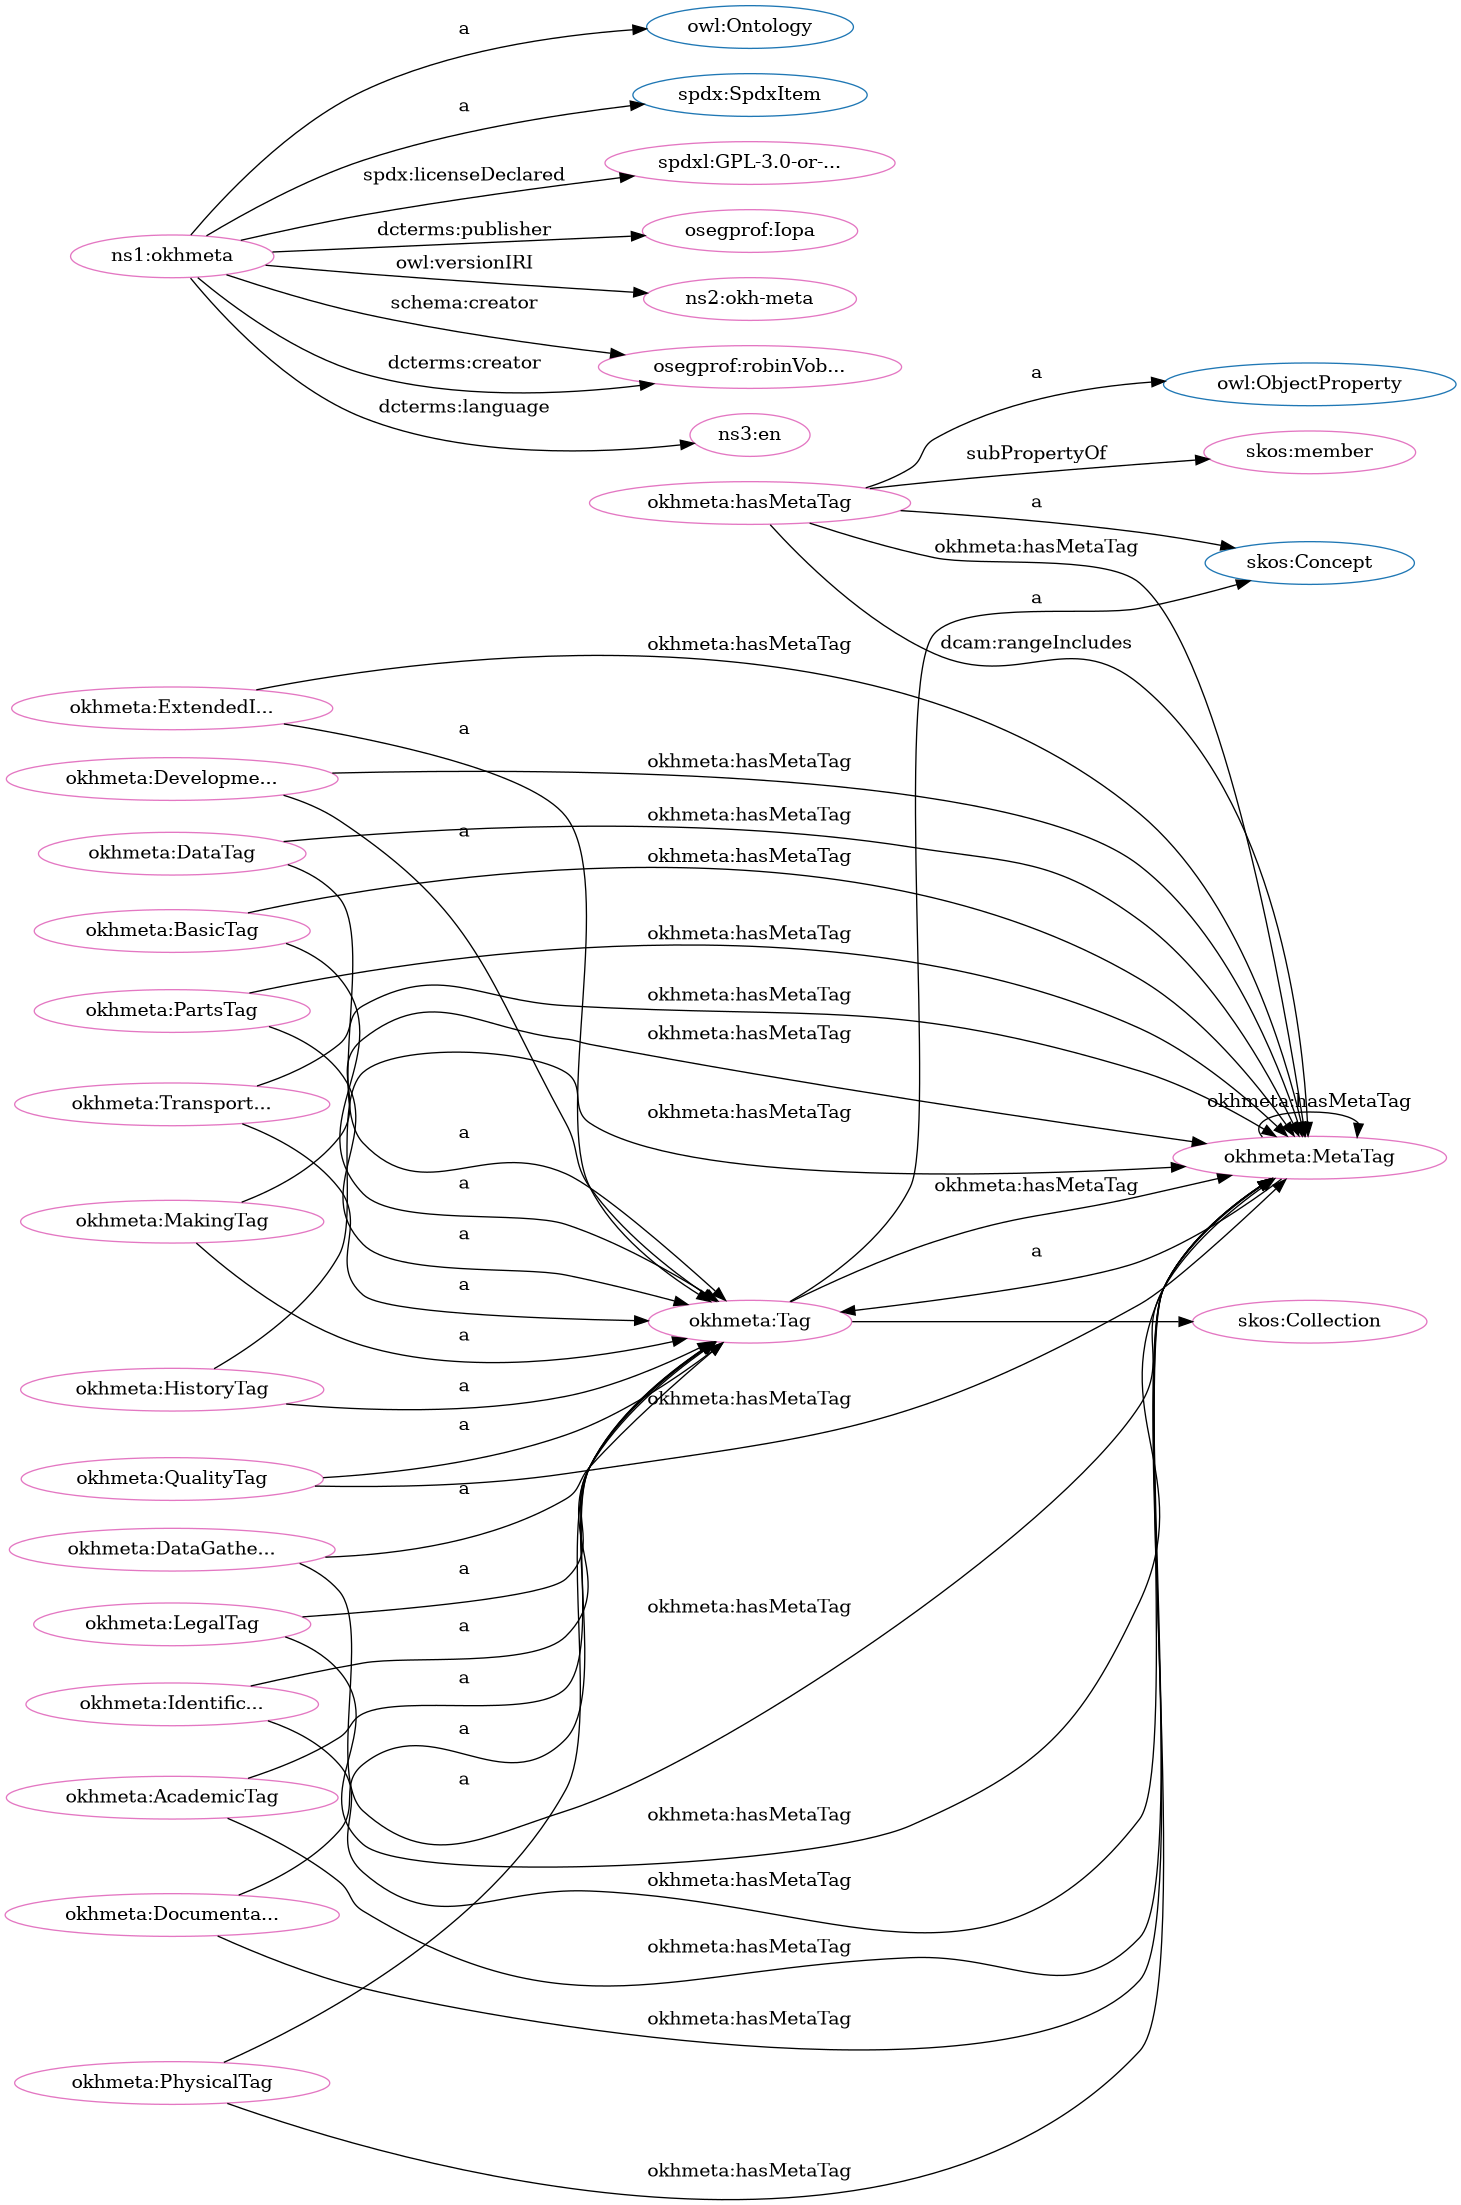 a
owl:Ontology
a
spdx:SpdxItem
spdx:licenseDeclared
spdxl:GPL-3.0-or-...
dcterms:publisher
osegprof:Iopa
ns1:okhmeta
owl:versionIRI
ns2:okh-meta
schema:creator
dcterms:creator
osegprof:robinVob...
dcterms:language
ns3:en
a
owl:ObjectProperty
subPropertyOf
skos:member
okhmeta:hasMetaTag
a
okhmeta:hasMetaTag
skos:Concept
a
dcam:rangeIncludes
okhmeta:hasMetaTag
okhmeta:ExtendedI...
a
okhmeta:hasMetaTag
okhmeta:Developme...
okhmeta:hasMetaTag
a
okhmeta:DataTag
okhmeta:hasMetaTag
okhmeta:BasicTag
okhmeta:hasMetaTag
okhmeta:PartsTag
okhmeta:hasMetaTag
okhmeta:hasMetaTag
okhmeta:Transport...
okhmeta:hasMetaTag
okhmeta:hasMetaTag
a
okhmeta:MetaTag
a
okhmeta:hasMetaTag
okhmeta:MakingTag
a
a
a
okhmeta:Tag
skos:Collection
a
okhmeta:HistoryTag
a
okhmeta:hasMetaTag
a
okhmeta:QualityTag
a
okhmeta:DataGathe...
a
okhmeta:LegalTag
okhmeta:hasMetaTag
a
a
okhmeta:Identific...
a
a
okhmeta:AcademicTag
okhmeta:hasMetaTag
okhmeta:hasMetaTag
okhmeta:Documenta...
okhmeta:hasMetaTag
okhmeta:hasMetaTag
okhmeta:PhysicalTag
okhmeta:hasMetaTag